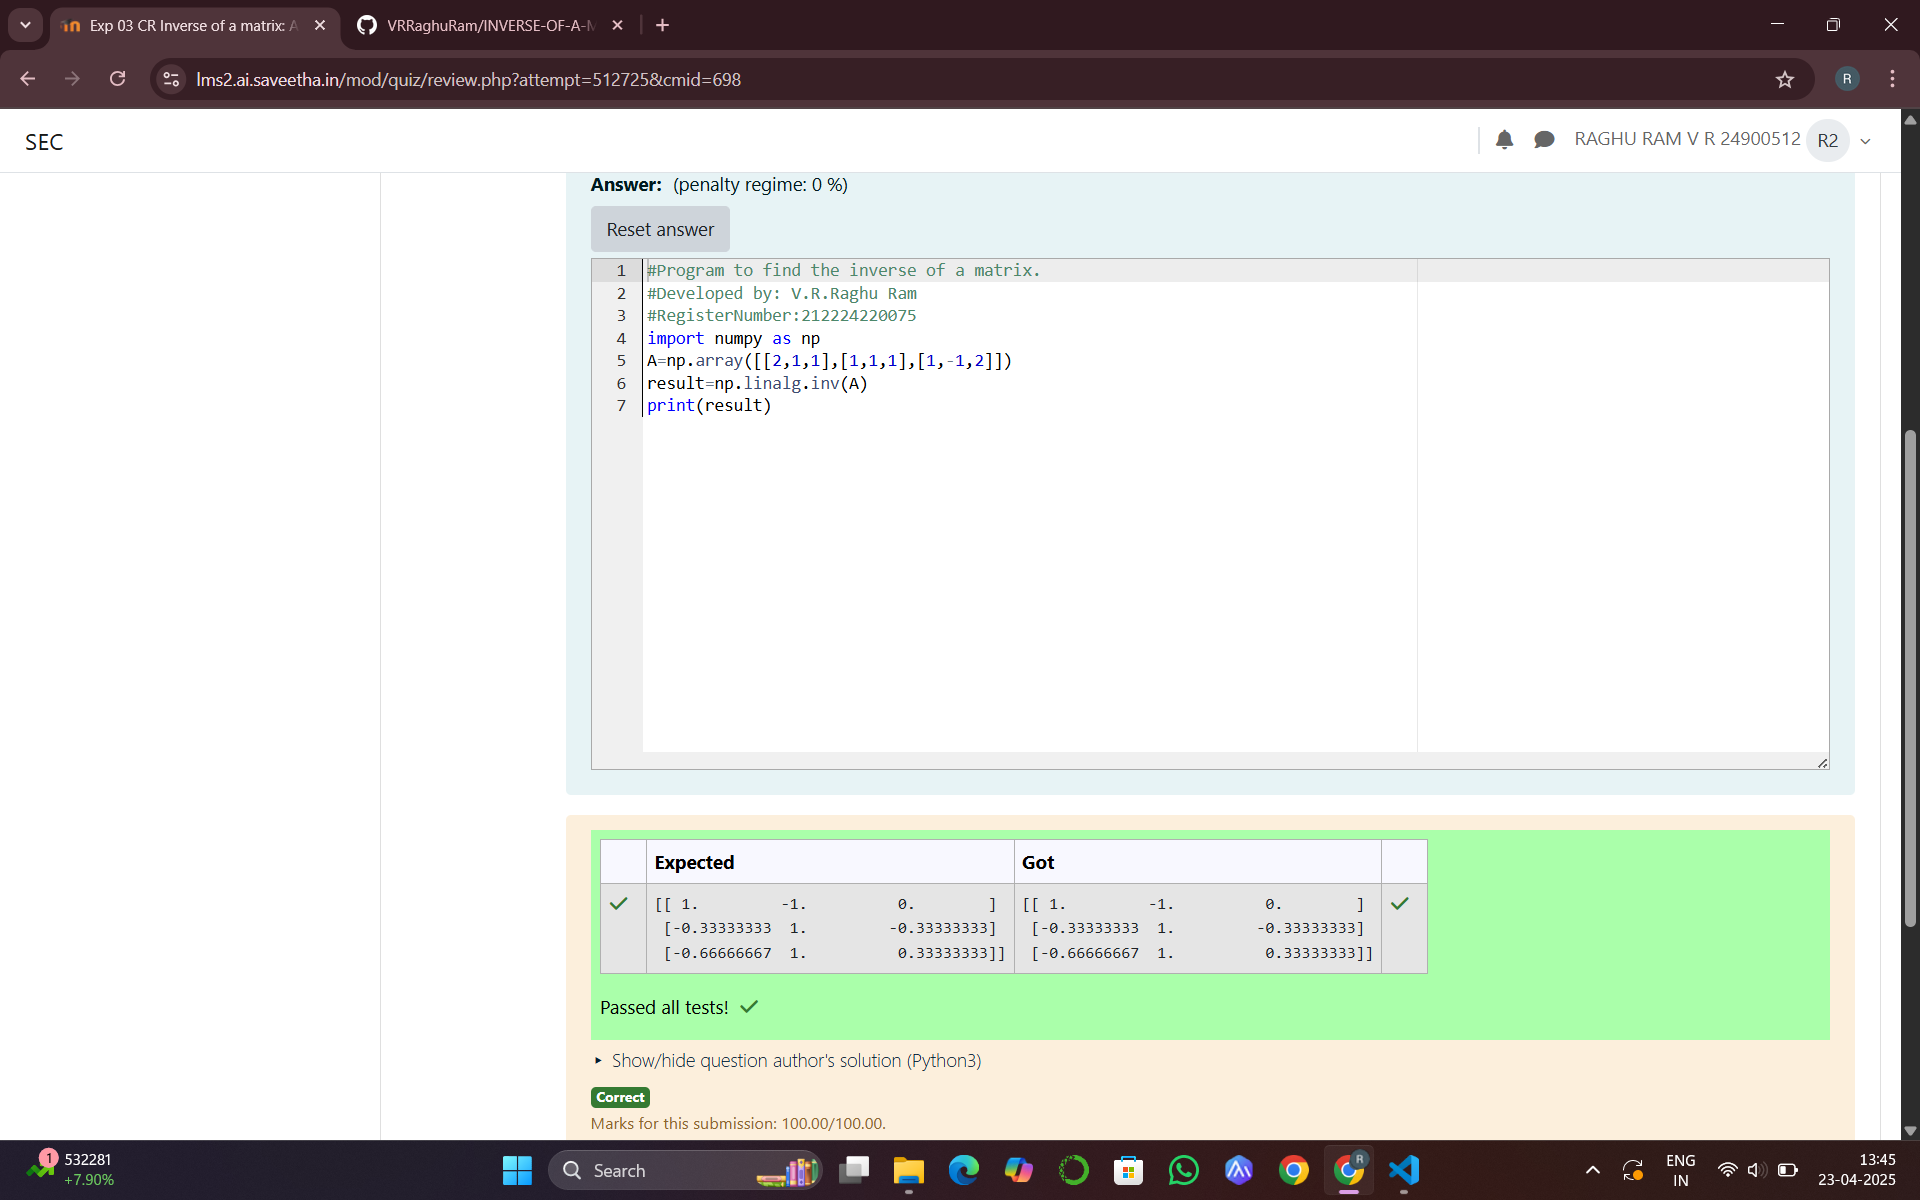 Exp 03 CR Inverse of a matrix: A
VRRaghuRam/INVERSE-OF-A-M
lms2.ai.saveetha.in/mod/quiz/review.php?attempt=512725&cmid=698
R
SEC
RAGHU RAM V R 24900512
R2
Answer: (penalty regime: 0 %)
Reset answer
1 #Program to find the inverse of a matrix.
2 #Developed by: V.R.Raghu Ram
3 #RegisterNumber:212224220075
4 import numpy as np
5 A=np.array([[2,1,1],[1,1,1],[1,-1,2]])
6 result=np.linalg.inv(A)
7 print(result)
Expected Got
[[ 1. -1. 0. ] [[ 1. -1. 0. ]
[-0.33333333 1. -0.33333333] [-0.33333333 1. -0.33333333]
[-0.66666667 1. 0.33333333]] [-0.66666667 1. 0.33333333]]
Passed all tests!
Show/hide question author's solution (Python3)
Correct
Marks for this submission: 100.00/100.00.
1
532281
+7.90%
Search
R
ENG
IN
13:45
23-04-2025